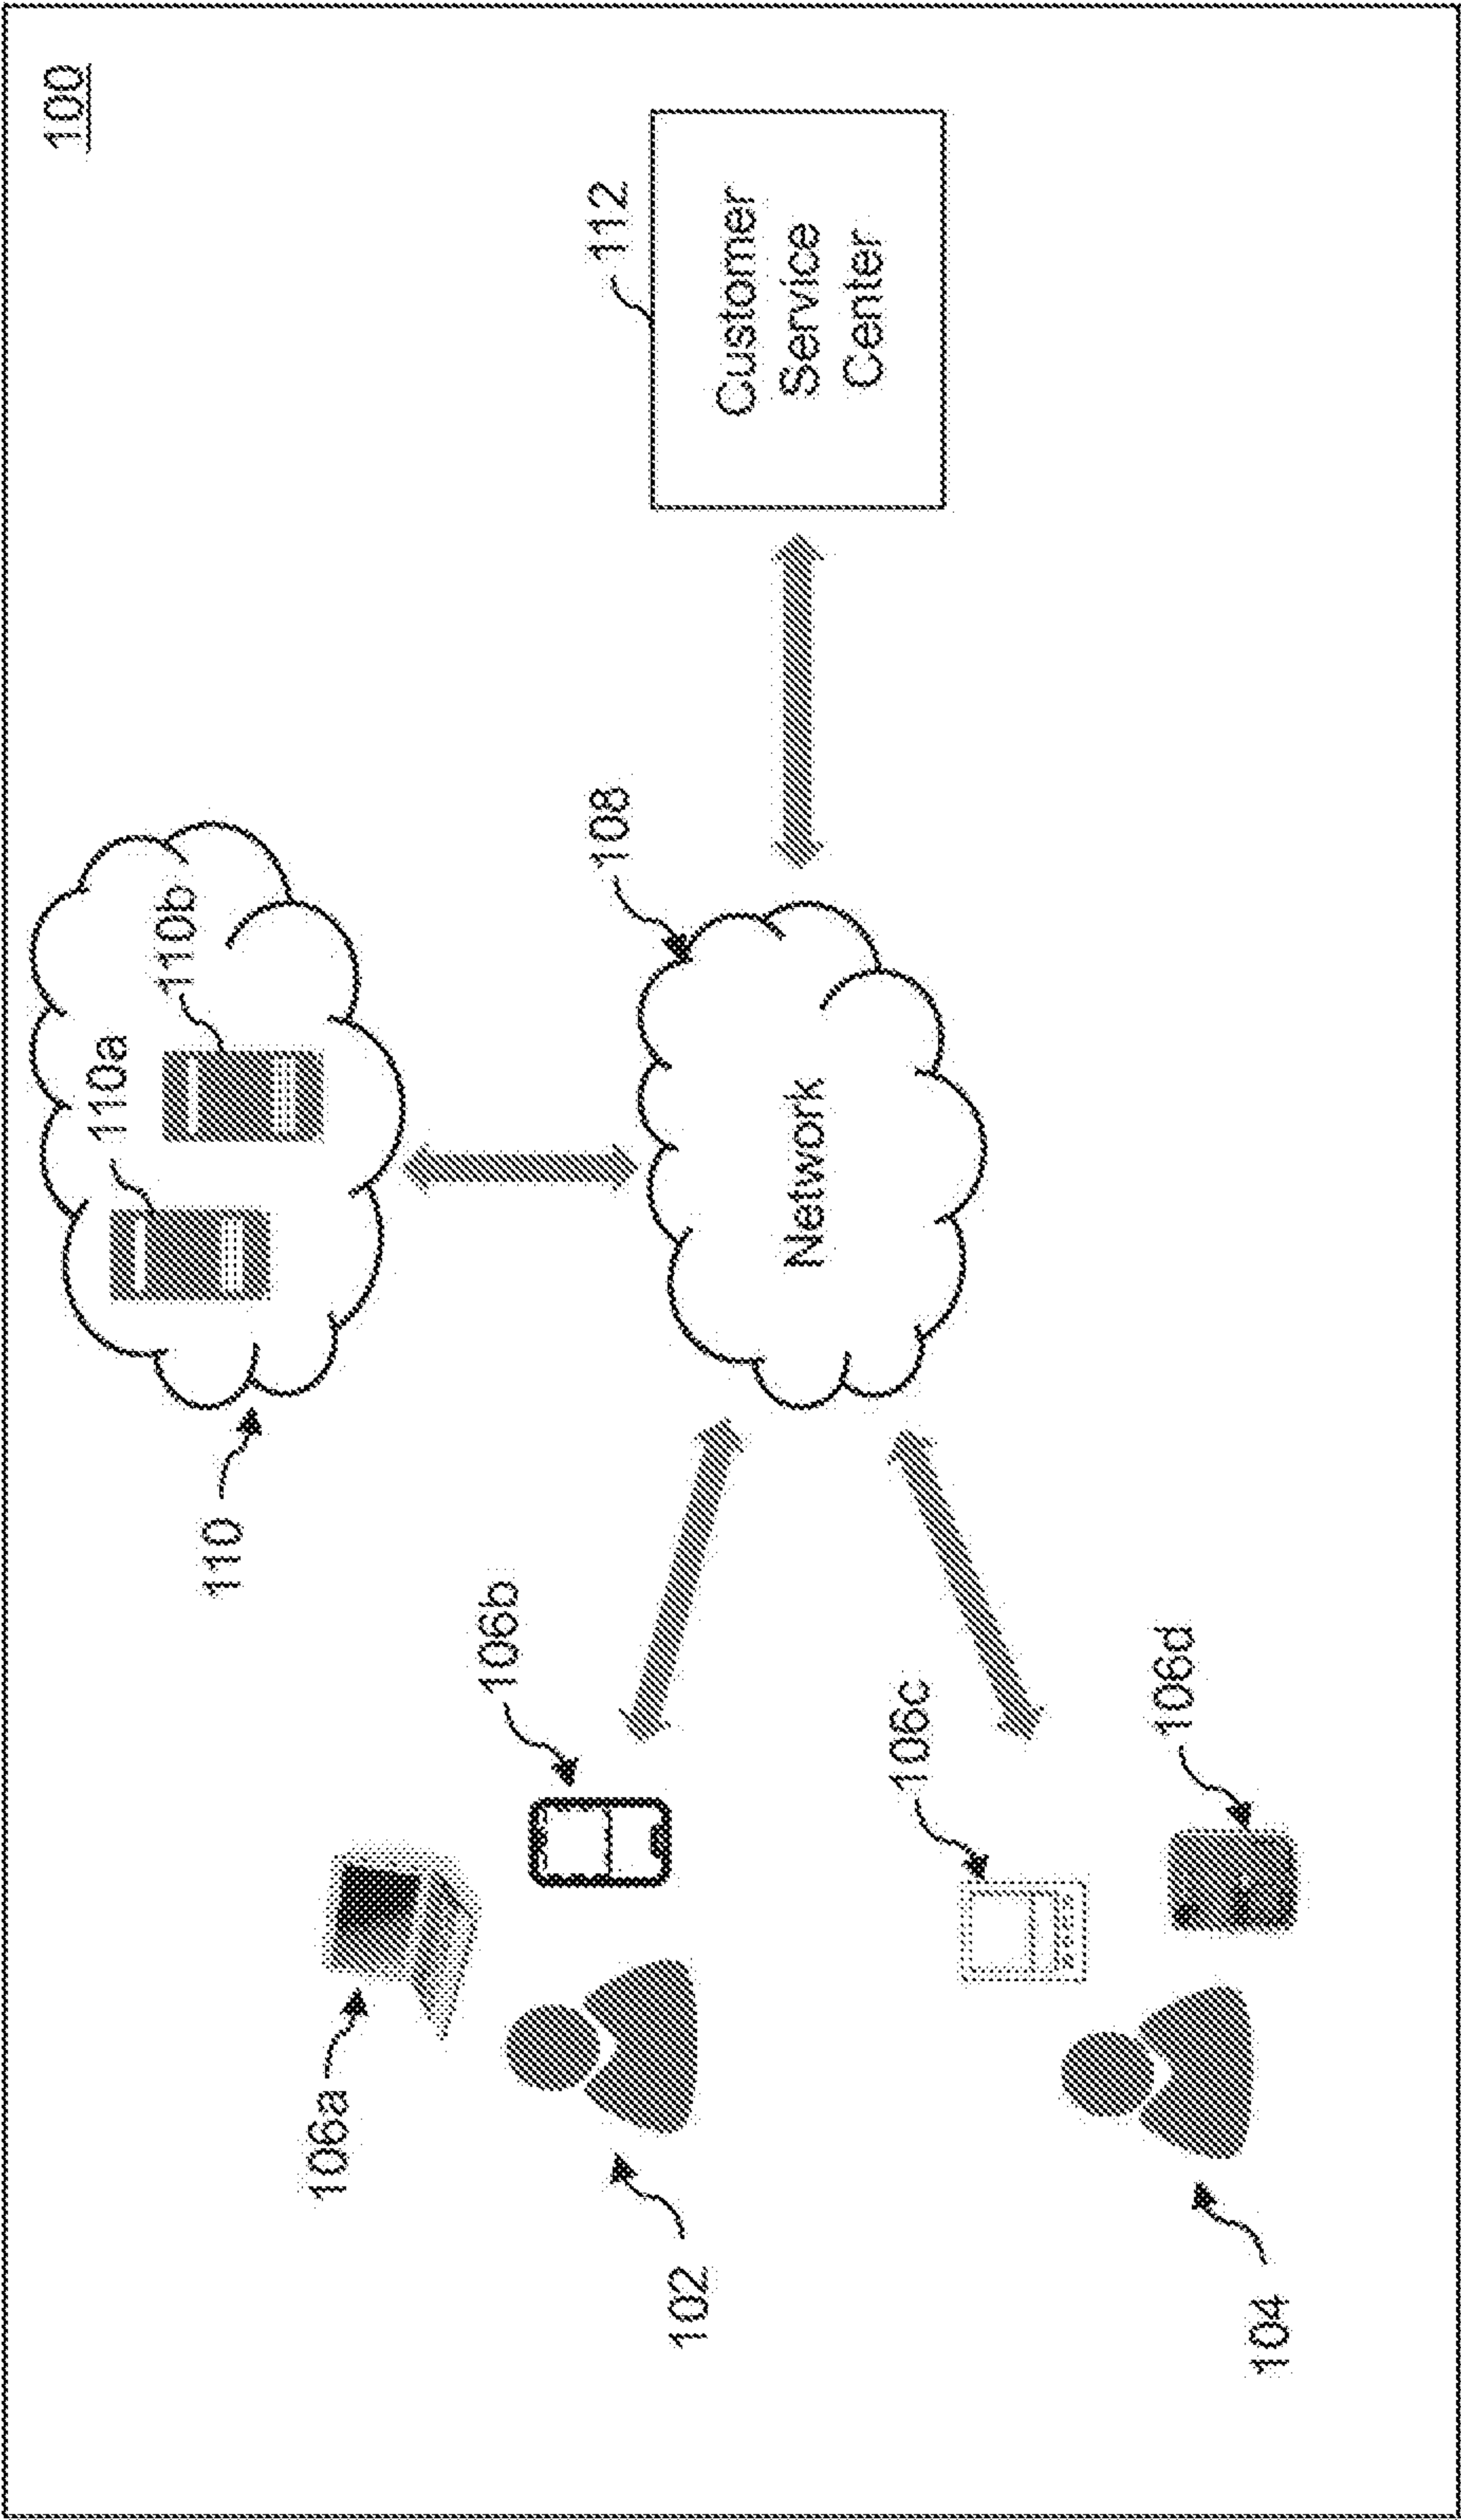 100
110a
110b
110
108
112
Customer
Service
Center
Network
106a
106b
102
106c
106d
104